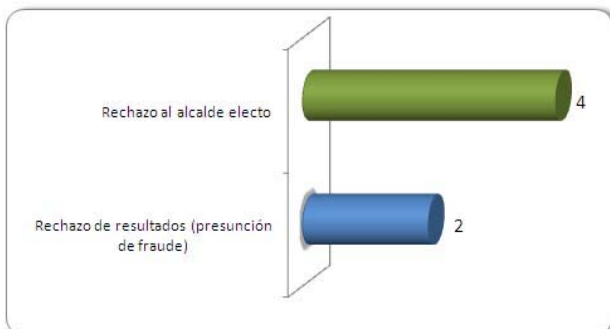 Rechazo al alcalde electo
4
Rechazo de resultados (presunción
de fraude)
2